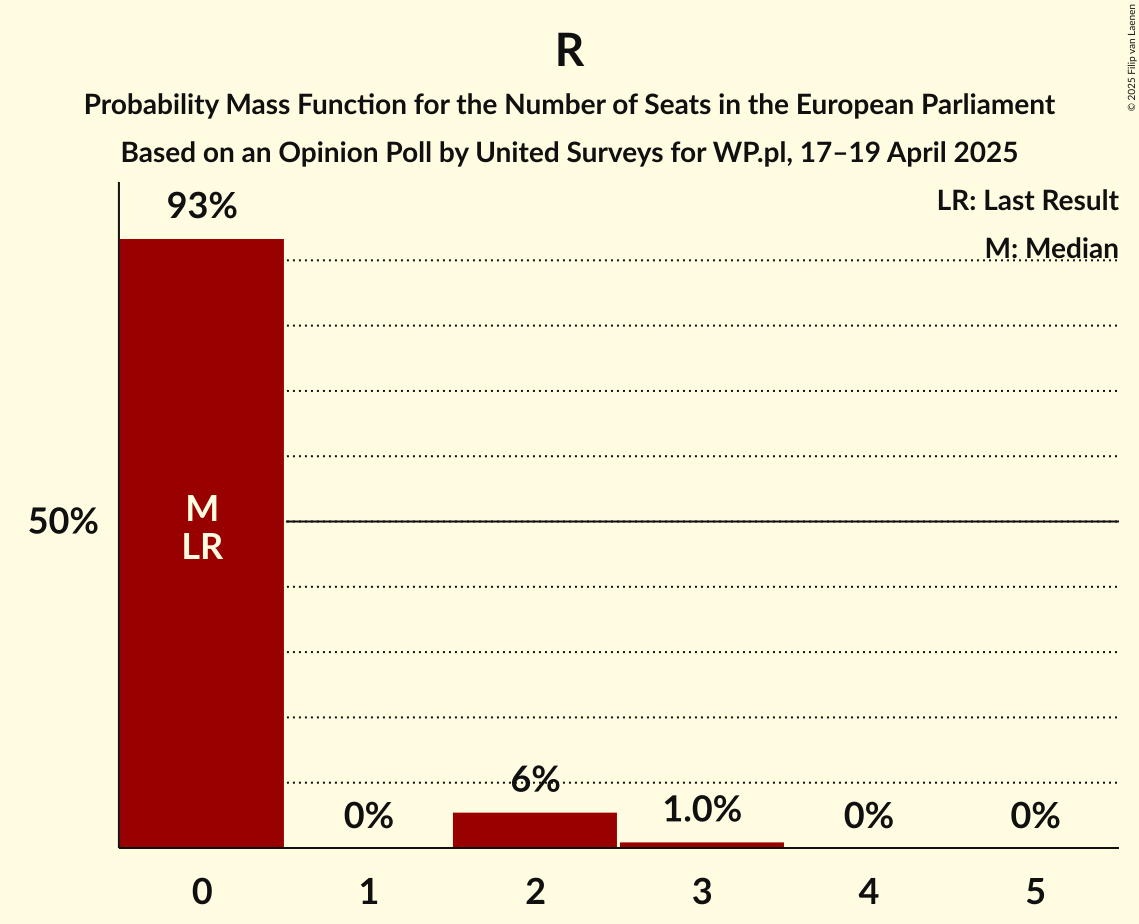 R
Probability Mass Function for the Number of Seats in the European Parliament
Based on an Opinion Poll by United Surveys for WP.pl, 17–19 April 2025
© 2025 Filip van Laenen
LR: Last Result
M: Median
93%
50%
M
LR
0%
6%
1.0%
0%
0%
0
1
2
3
4
5